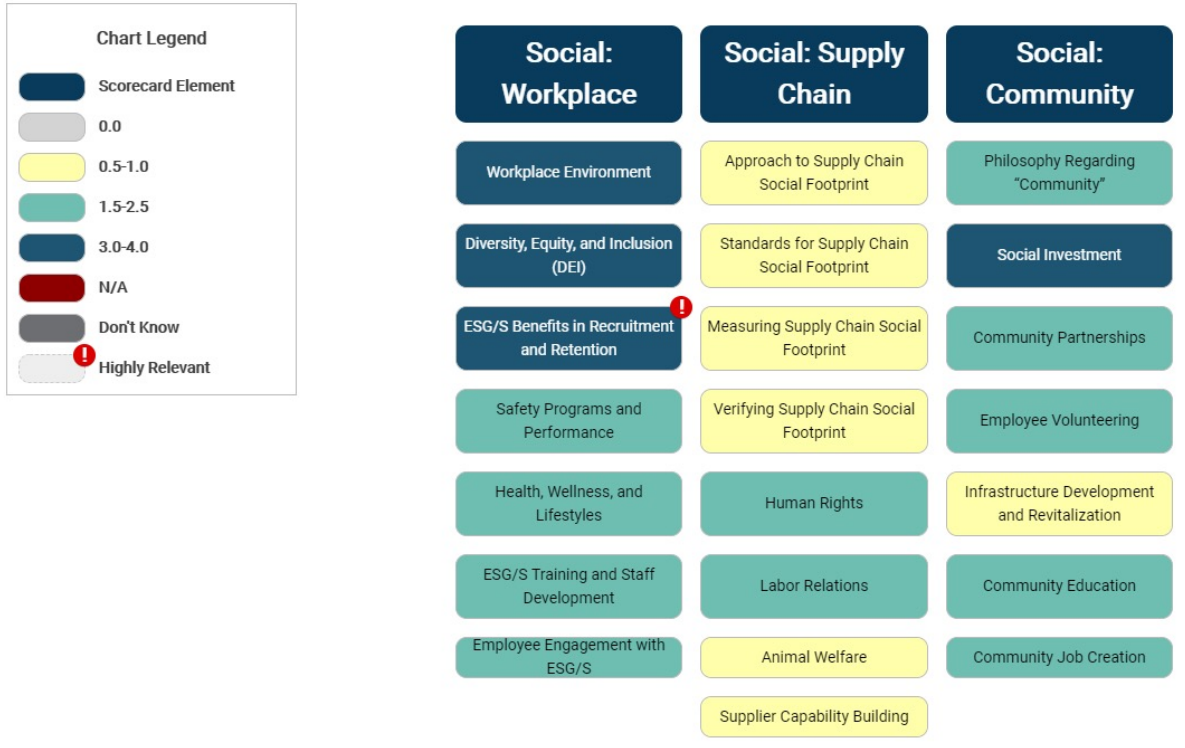 Chart Legend
Scorecard Element
0.0
0.5-1.0
1.5-2.5
3.0-4.0
N/A
Don't Know
!
Highly Relevant
Social:
Workplace
Workplace Environment
Diversity, Equity, and Inclusion
(DEI)
!
ESG/S Benefits in Recruitment
and Retention
Safety Programs and
Performance
Health, Wellness, and
Lifestyles
ESG/S Training and Staff
Development
Employee Engagement with
ESG/S
Social: Supply
Chain
Approach to Supply Chain
Social Footprint
Standards for Supply Chain
Social Footprint
Measuring Supply Chain Social
Footprint
Verifying Supply Chain Social
Footprint
Human Rights
Labor Relations
Animal Welfare
Supplier Capability Building
Social:
Community
Philosophy Regarding
“Community”
Social Investment
Community Partnerships
Employee Volunteering
Infrastructure Development
and Revitalization
Community Education
Community Job Creation